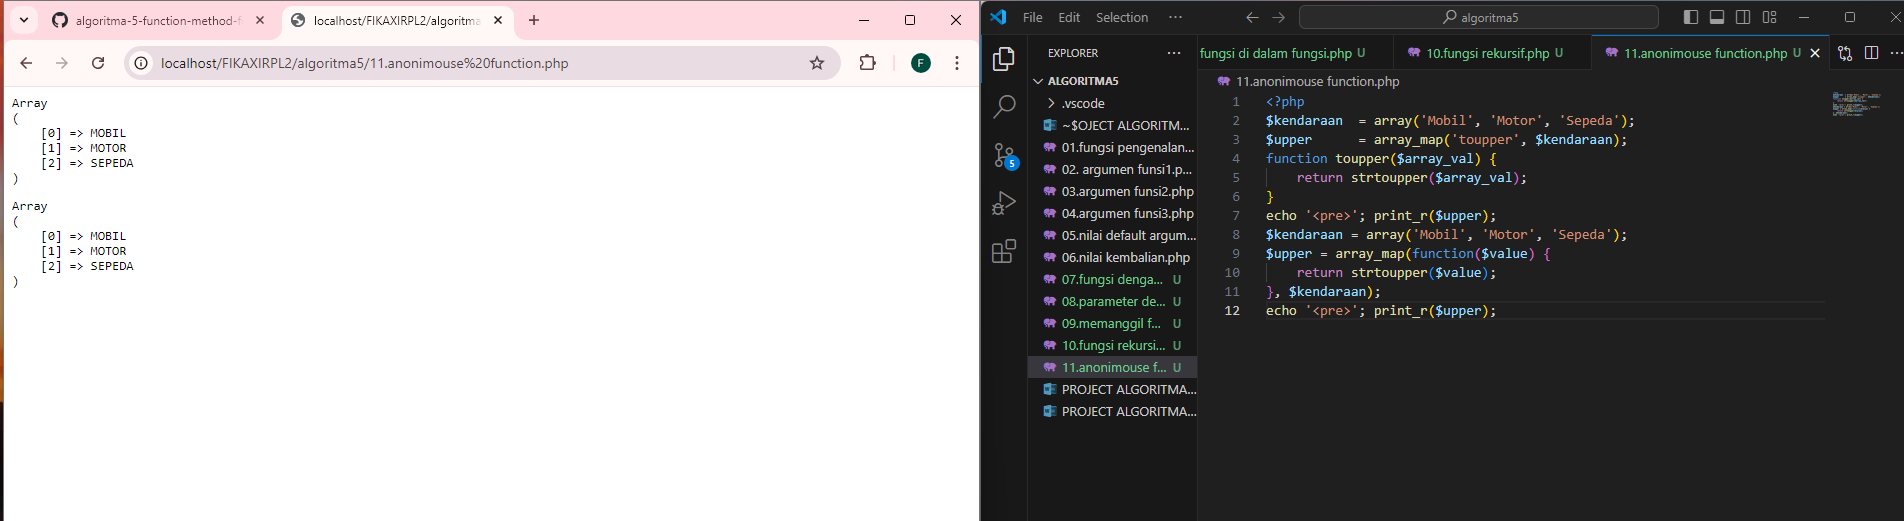 algoritma-5-function-method-f
localhost/FIKAXIRPL2/algoritma
localhost/FIKAXIRPL2/algoritma5/11.anonimouse%20function.php
F
Array
(
    [0] => MOBIL
    [1] => MOTOR
    [2] => SEPEDA
)
Array
(
    [0] => MOBIL
    [1] => MOTOR
    [2] => SEPEDA
)
File Edit Selection ···
algoritma5
EXPLORER ···
ALGORITMA5
.vscode
~$OJECT ALGORITM...
01.fungsi pengenalan...
02. argumen funsi1.p...
03.argumen funsi2.php
04.argumen funsi3.php
05.nilai default argum...
06.nilai kembalian.php
07.fungsi denga... U
08.parameter de... U
09.memanggil f... U
10.fungsi rekursi... U
11.anonimouse f... U
PROJECT ALGORITMA...
PROJECT ALGORITMA...
5
fungsi di dalam fungsi.php U
10.fungsi rekursif.php U
11.anonimouse function.php U
11.anonimouse function.php
1 <?php
2 $kendaraan  = array('Mobil', 'Motor', 'Sepeda');
3 $upper      = array_map('toupper', $kendaraan);
4 function toupper($array_val) {
5     return strtoupper($array_val);
6 }
7 echo '<pre>'; print_r($upper);
8 $kendaraan = array('Mobil', 'Motor', 'Sepeda');
9 $upper = array_map(function($value) {
10     return strtoupper($value);
11 }, $kendaraan);
12 echo '<pre>'; print_r($upper);